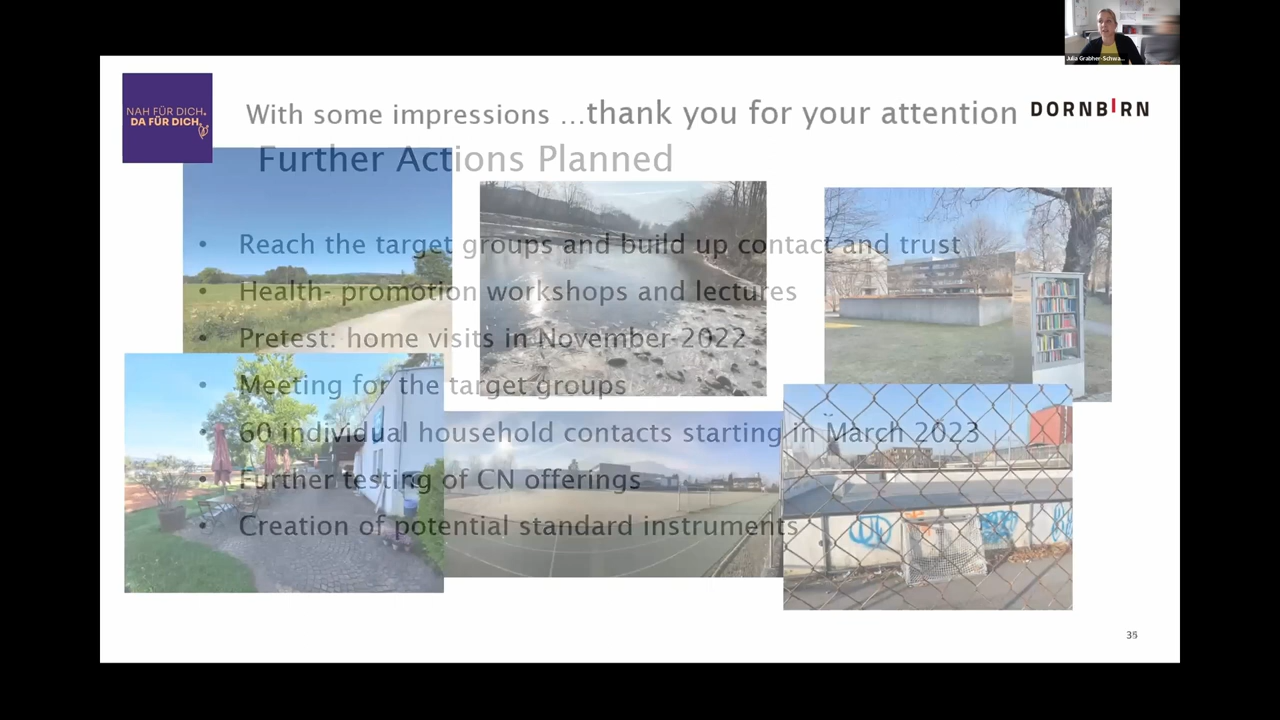 Julia Grabher-Schwa...
NAH FÜR DICH.
DA FÜR DICH.
With some impressions ...thank you for your attention
DORNBIRN
Further Actions Planned
• Reach the target groups and build up contact and trust
• Health- promotion workshops and lectures
• Pretest: home visits in November 2022
• Meeting for the target groups
• 60 individual household contacts starting in March 2023
• Further testing of CN offerings
• Creation of potential standard instruments